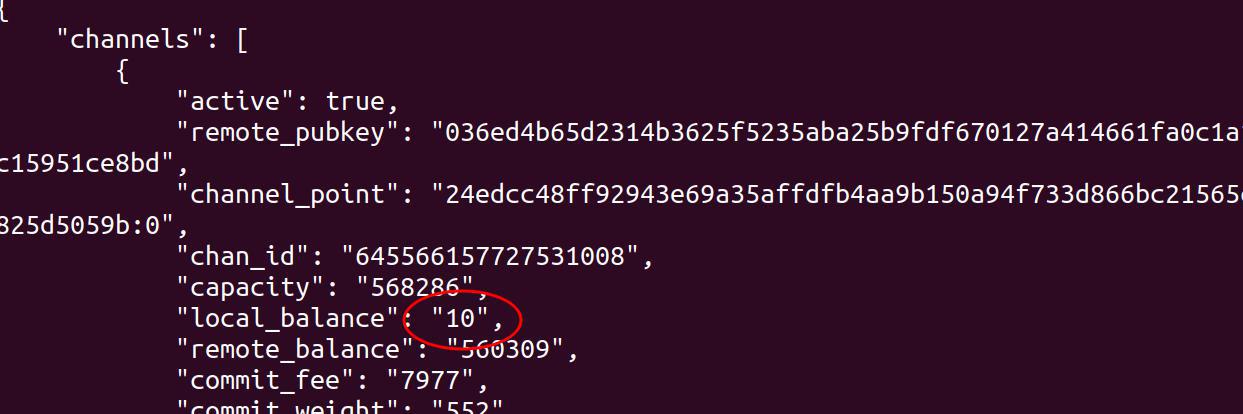 {
"channels": [
{
"active": true,
"remote_pubkey": "036ed4b65d2314b3625f5235aba25b9fdf670127a414661fa0c1a
c15951ce8bd",
"channel_point": "24edcc48ff92943e69a35affdfb4aa9b150a94f733d866bc21565
825d5059b:0",
"chan_id": "645566157727531008",
"capacity": "568286",
"local_balance": "10",
"remote_balance": "560309",
"commit_fee": "7977",
"commit_weight": "552"